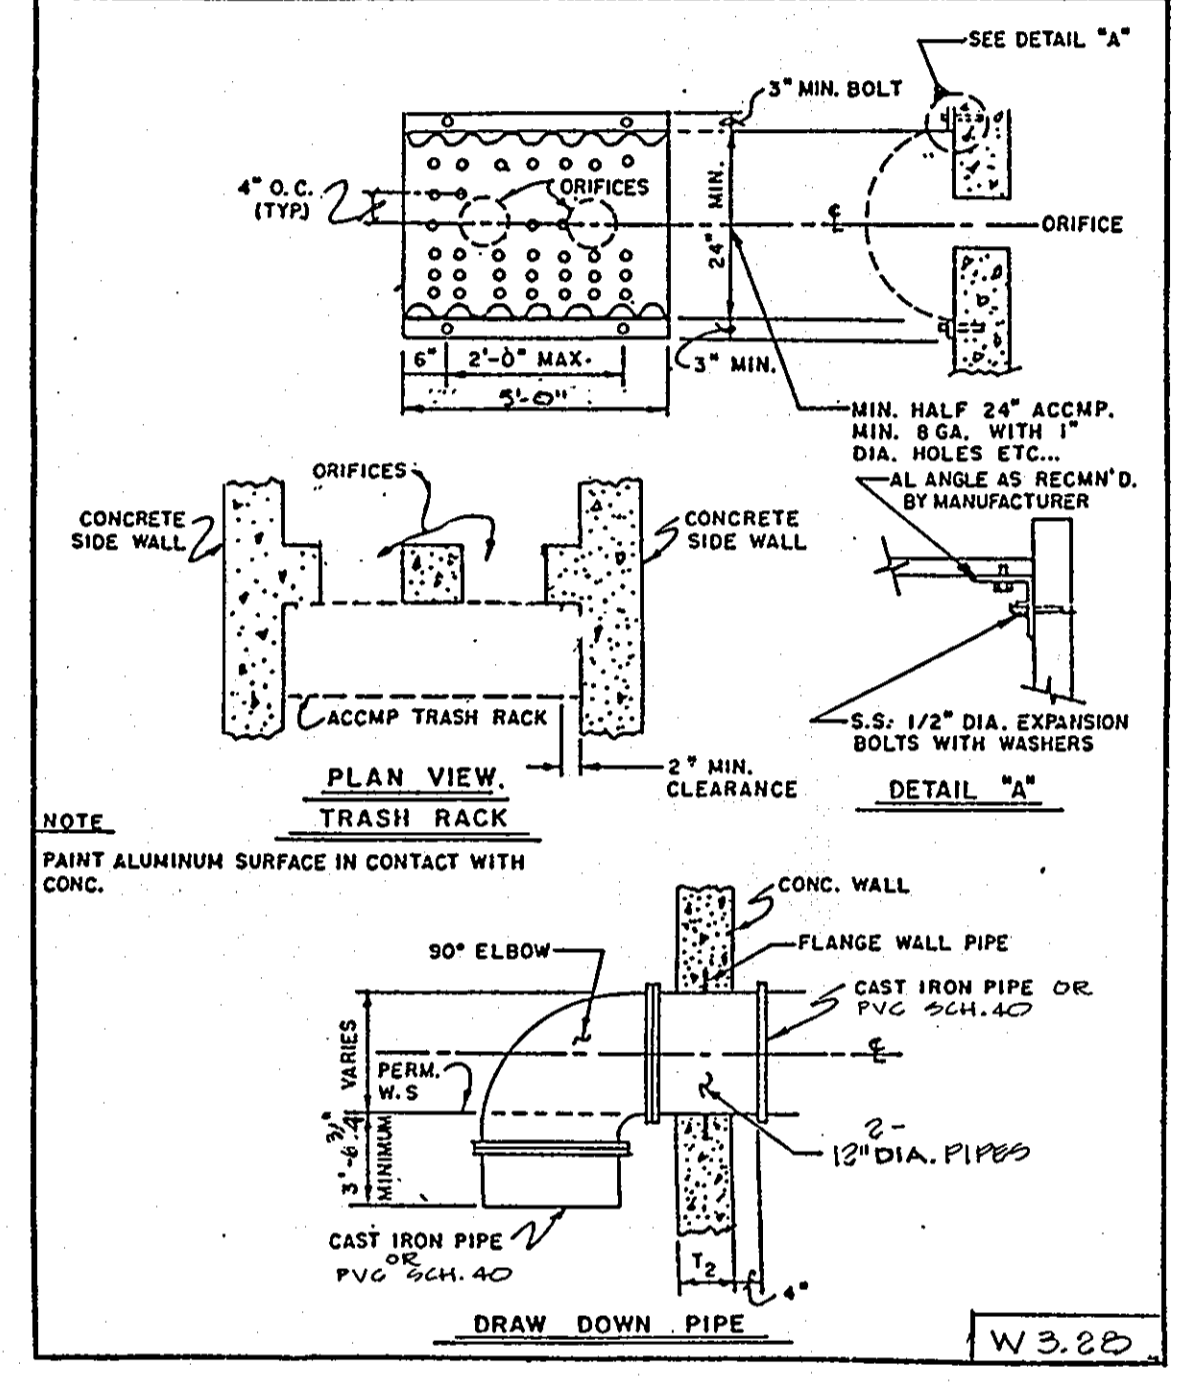 SEE DETAIL "A"
3" MIN. BOLT
4" O.C.
(TYP.)
ORIFICES
24" MIN.
℄
ORIFICE
6"
2'-0" MAX.
3" MIN.
5'-0"
MIN. HALF 24" ACCMP.
MIN. 8 GA. WITH 1"
DIA. HOLES ETC...
AL ANGLE AS RECMN'D.
BY MANUFACTURER
ORIFICES
CONCRETE
SIDE WALL
CONCRETE
SIDE WALL
ACCMP TRASH RACK
S.S. 1/2" DIA. EXPANSION
BOLTS WITH WASHERS
2" MIN.
CLEARANCE
PLAN VIEW.
TRASH RACK
DETAIL "A"
NOTE
PAINT ALUMINUM SURFACE IN CONTACT WITH
CONC.
CONC. WALL
90° ELBOW
FLANGE WALL PIPE
CAST IRON PIPE OR
PVC SCH. 40
VARIES
℄
PERM.
W.S
MINIMUM
2-
12" DIA. PIPES
CAST IRON PIPE
OR
PVC SCH. 40
T2
4"
DRAW DOWN PIPE
W 3.28